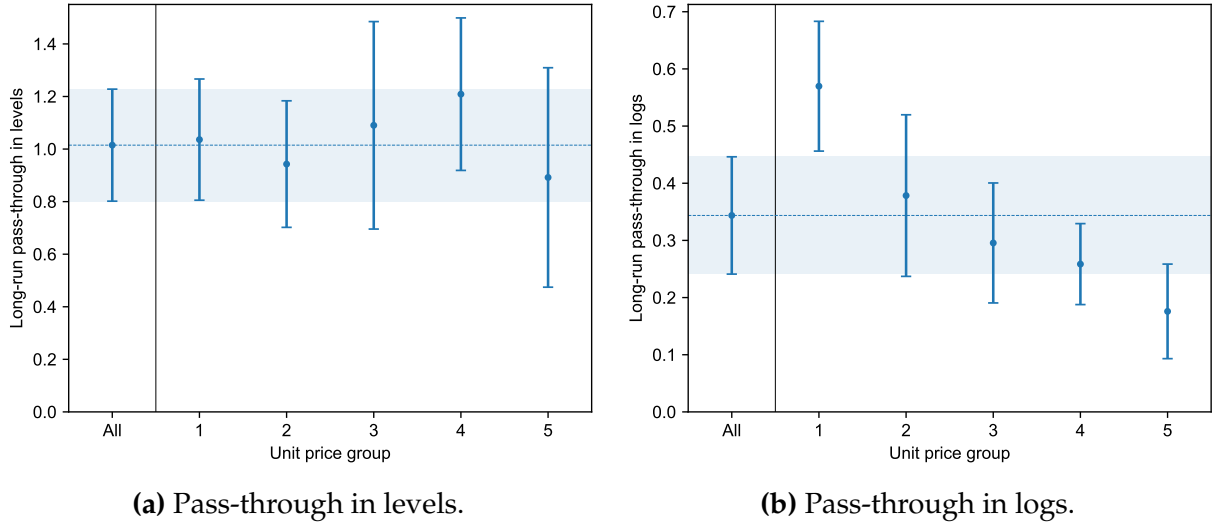 Long-run pass-through in levels
1.4
1.2
1.0
0.8
0.6
0.4
0.2
0.0
All 1 2 3 4 5
Unit price group
(a) Pass-through in levels.
Long-run pass-through in logs
0.7
0.6
0.5
0.4
0.3
0.2
0.1
0.0
All 1 2 3 4 5
Unit price group
(b) Pass-through in logs.